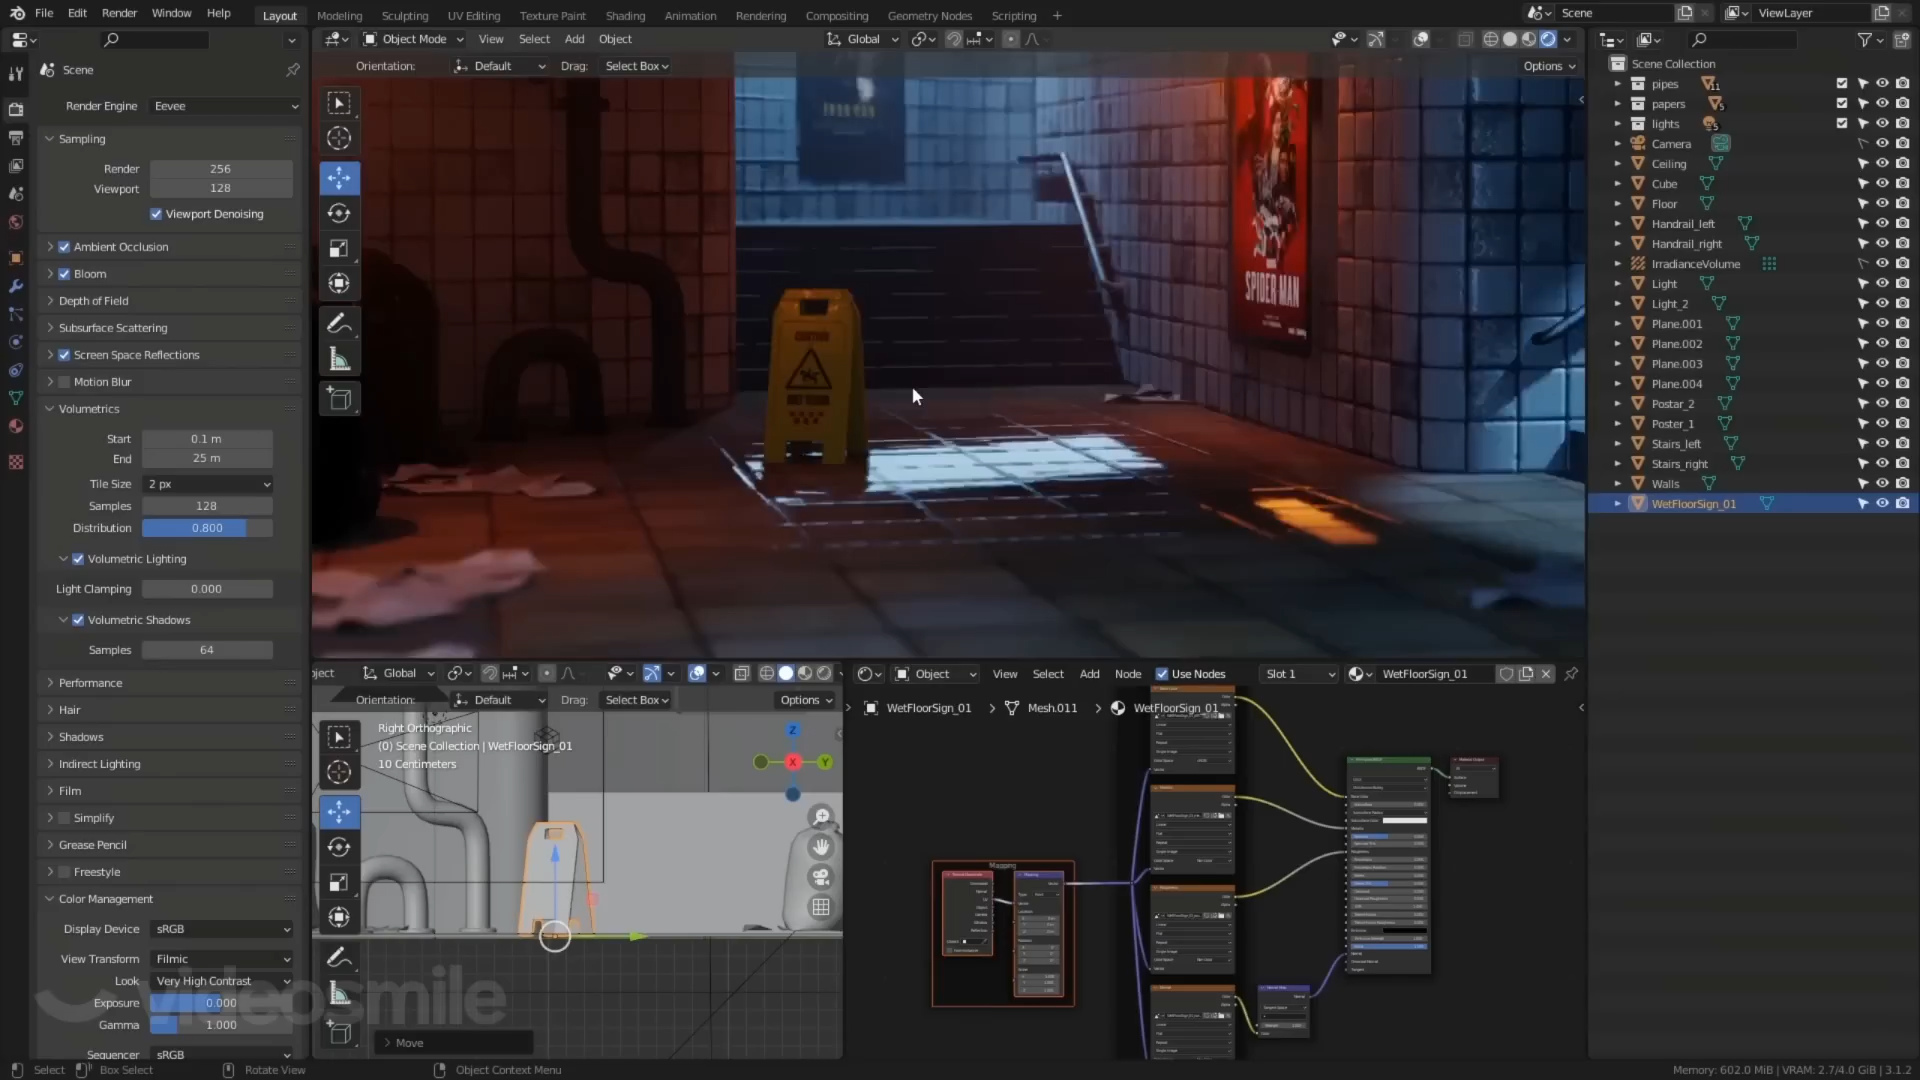 File Edit Render Window Help Layout Modeling Sculpting UV Editing Texture Paint Shading Animation Rendering Compositing Geometry Nodes Scripting + Scene ViewLayer
Object Mode View Select Add Object Global
Orientation: Default Drag: Select Box Options
Scene
Render Engine Eevee
Sampling
Render 256
Viewport 128
Viewport Denoising
Ambient Occlusion
Bloom
Depth of Field
Subsurface Scattering
Screen Space Reflections
Motion Blur
Volumetrics
Start 0.1 m
End 25 m
Tile Size 2 px
Samples 128
Distribution 0.800
Volumetric Lighting
Light Clamping 0.000
Volumetric Shadows
Samples 64
Performance
Hair
Shadows
Indirect Lighting
Film
Simplify
Grease Pencil
Freestyle
Color Management
Display Device sRGB
View Transform Filmic
Look Very High Contrast
Exposure 0.000
Gamma 1.000
Sequencer sRGB
videosmile
SPIDER-MAN
Scene Collection
pipes 11
papers 5
lights 5
Camera
Ceiling
Cube
Floor
Handrail_left
Handrail_right
IrradianceVolume
Light
Light_2
Plane.001
Plane.002
Plane.003
Plane.004
Postar_2
Poster_1
Stairs_left
Stairs_right
Walls
WetFloorSign_01
bject Global
Orientation: Default Drag: Select Box Options
Right Orthographic
(0) Scene Collection | WetFloorSign_01
10 Centimeters
Z
X
Y
Move
Object View Select Add Node Use Nodes Slot 1 WetFloorSign_01
WetFloorSign_01 > Mesh.011 > WetFloorSign_01
Mapping
Select Box Select Rotate View Object Context Menu Memory: 602.0 MiB | VRAM: 2.7/4.0 GiB | 3.1.2